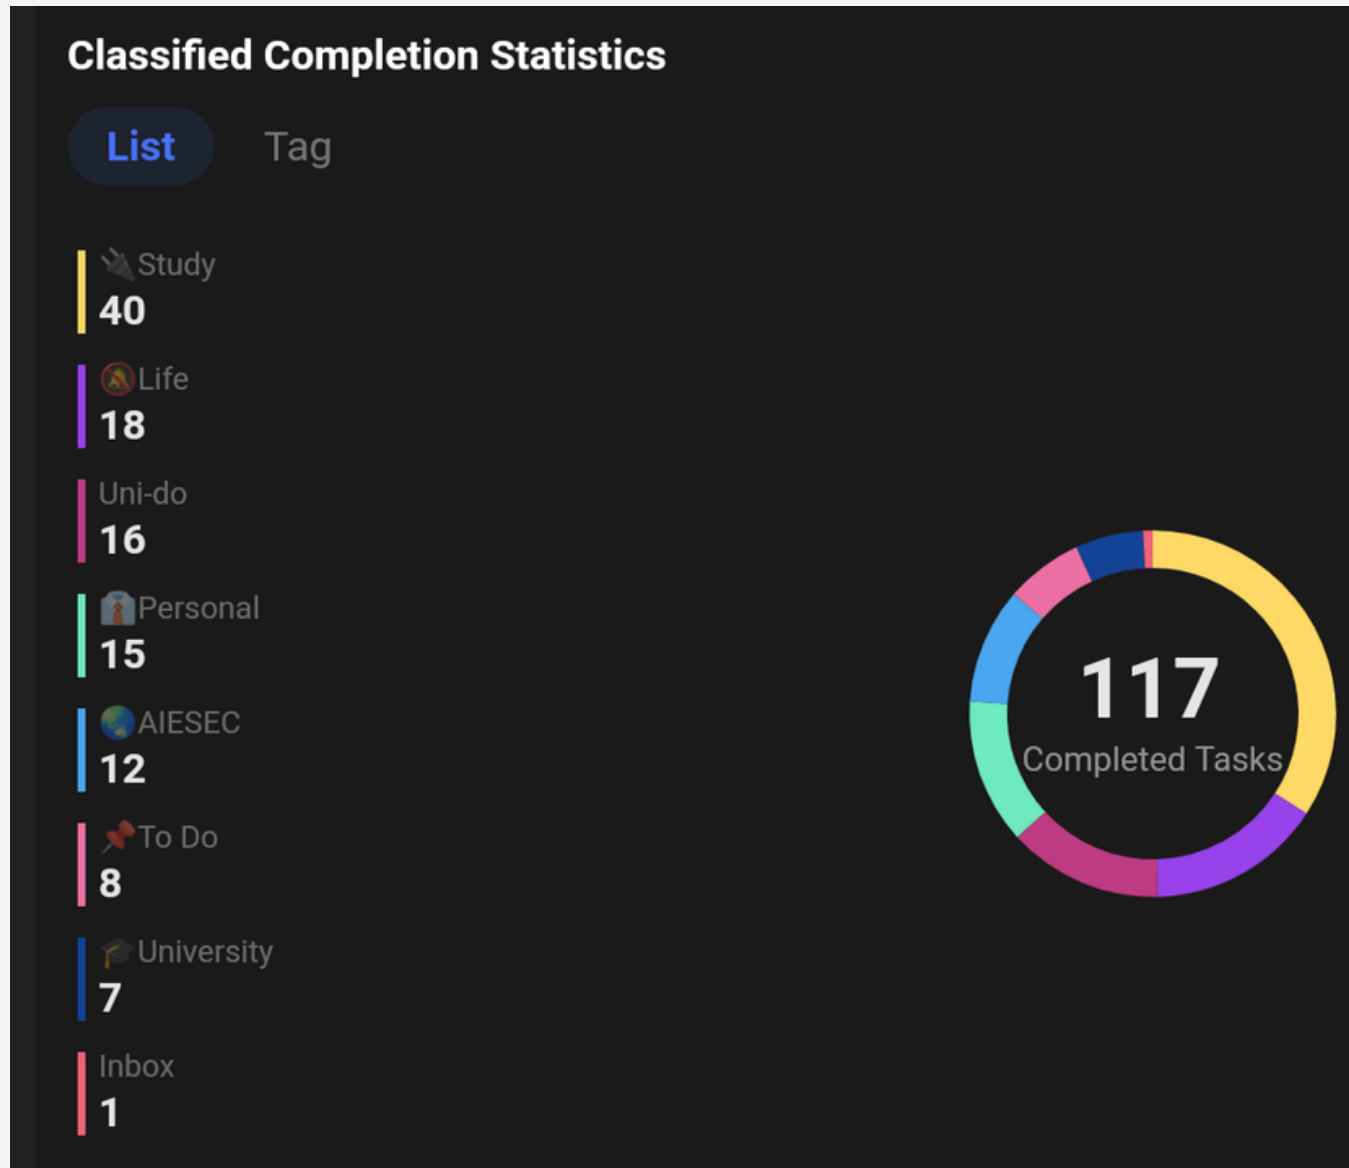 Classified Completion Statistics
List Tag
🔌Study
40
🔕Life
18
Uni-do
16
👔Personal
15
🌏AIESEC
12
📌To Do
8
🎓University
7
Inbox
1
117
Completed Tasks